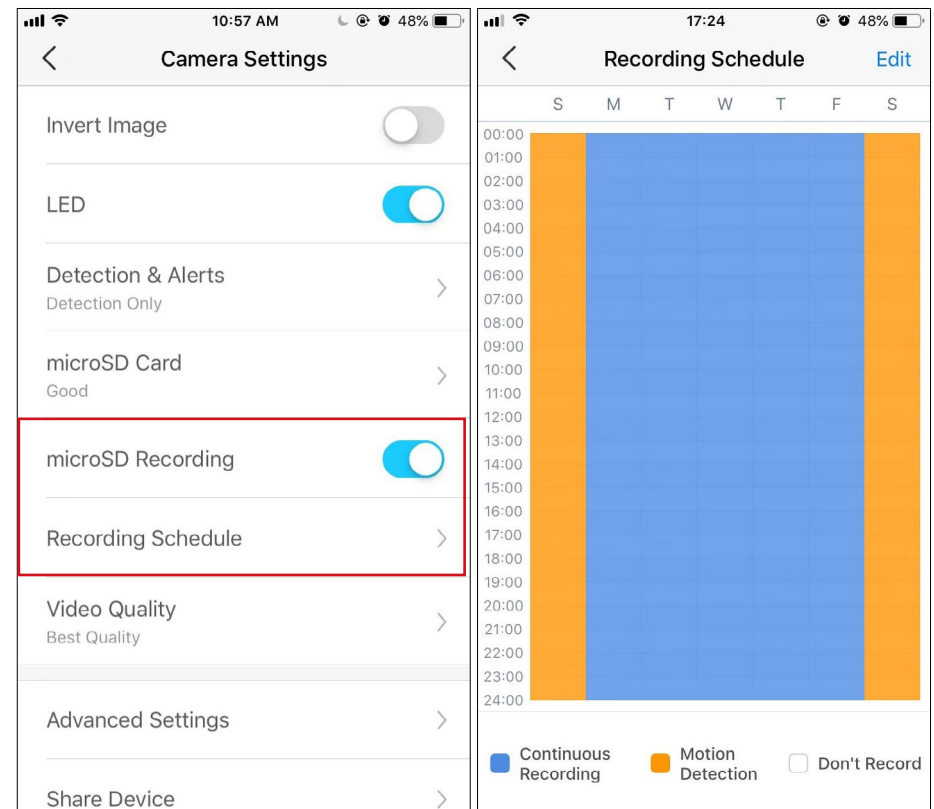 10:57 AM
48%
Camera Settings
Invert Image
LED
Detection & Alerts
Detection Only
microSD Card
Good
microSD Recording
Recording Schedule
Video Quality
Best Quality
Advanced Settings
Share Device
17:24
48%
Recording Schedule
Edit
S M T W T F S
00:00
01:00
02:00
03:00
04:00
05:00
06:00
07:00
08:00
09:00
10:00
11:00
12:00
13:00
14:00
15:00
16:00
17:00
18:00
19:00
20:00
21:00
22:00
23:00
24:00
Continuous
Recording
Motion
Detection
Don't Record